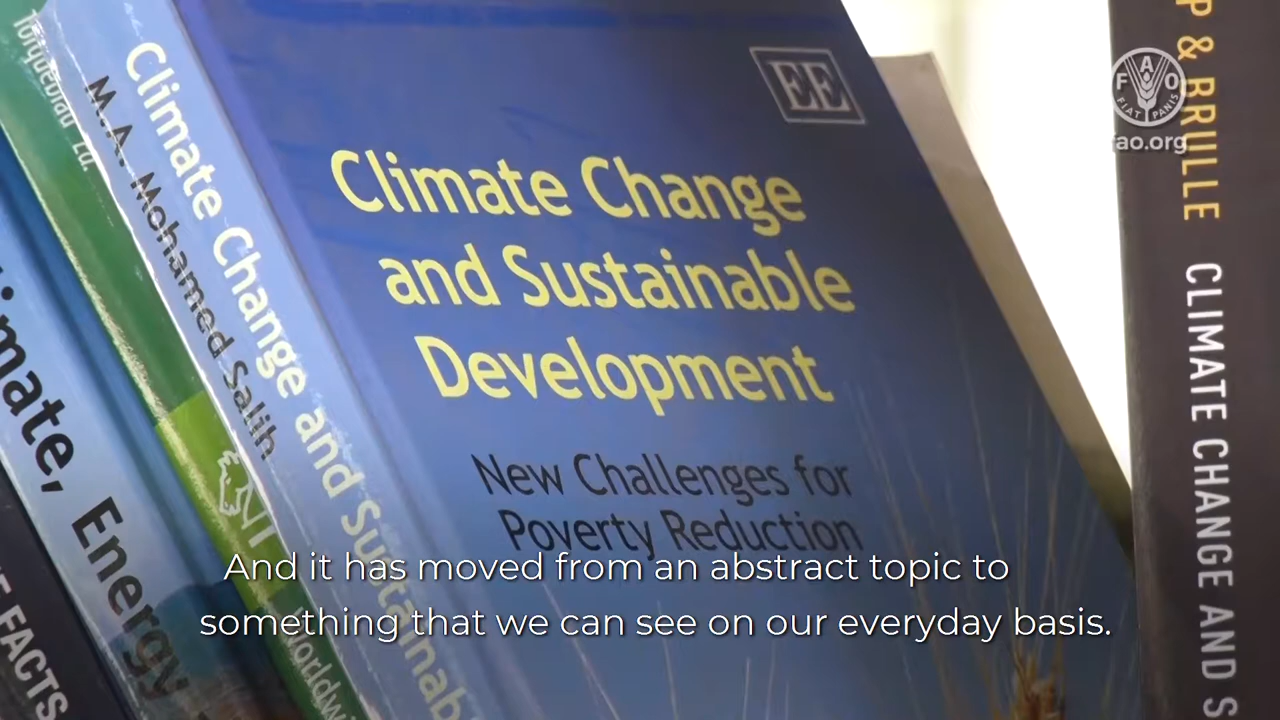 Torquebiau Ed.
Climate Change and Sustainab
M.A. Mohamed Salih
EE
Climate Change
and Sustainable
Development
New Challenges for
Poverty Reduction
P & BRULLE CLIMATE CHANGE AND S
FAO
FIAT PANIS
fao.org
Energy
FACTS
And it has moved from an abstract topic to
something that we can see on our everyday basis.